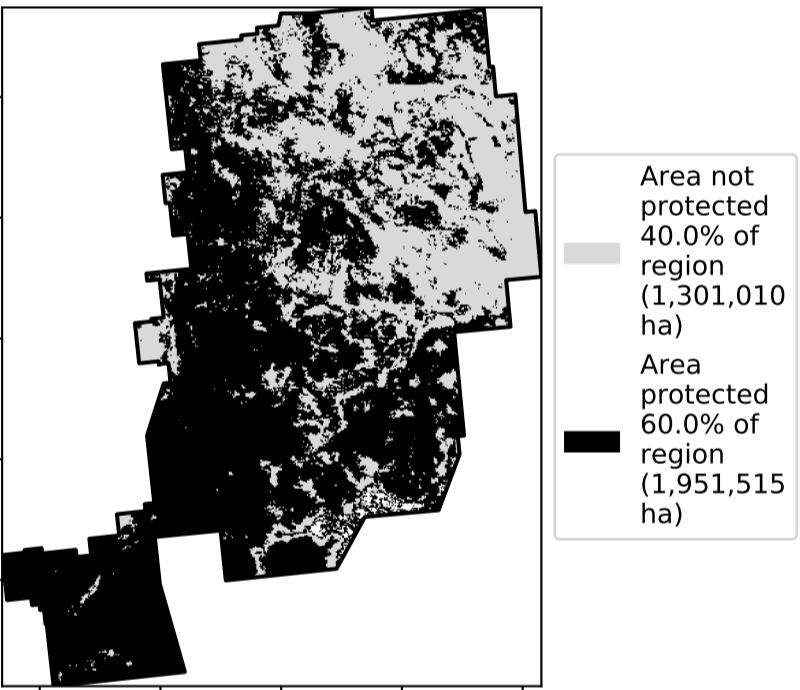 Area not
protected
40.0% of
region
(1,301,010
ha)
Area
protected
60.0% of
region
(1,951,515
ha)